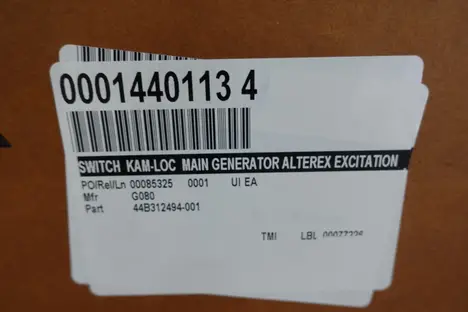 0001440113 4
SWITCH KAM-LOC MAIN GENERATOR ALTEREX EXCITATION
PO/Rel/Ln 00085325 0001 UI EA
Mfr G080
Part 44B312494-001
TMI LBL 00077226